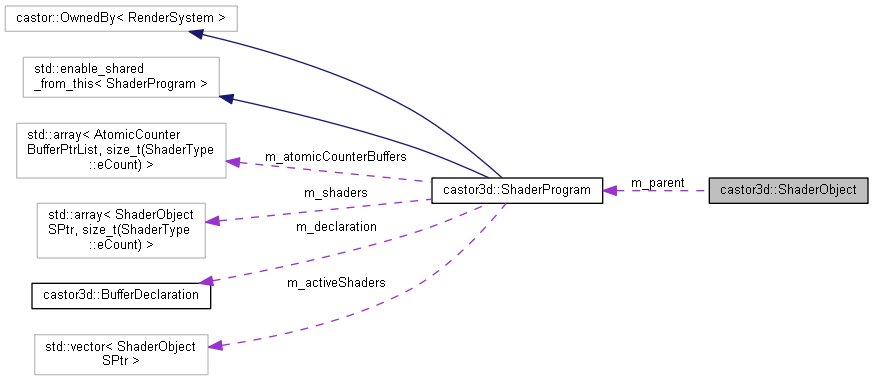 castor::OwnedBy< RenderSystem >
std::enable_shared
_from_this< ShaderProgram >
std::array< AtomicCounter
BufferPtrList, size_t(ShaderType
::eCount) >
m_atomicCounterBuffers
m_shaders
castor3d::ShaderProgram
m_parent
castor3d::ShaderObject
std::array< ShaderObject
SPtr, size_t(ShaderType
::eCount) >
m_declaration
castor3d::BufferDeclaration
m_activeShaders
std::vector< ShaderObject
SPtr >